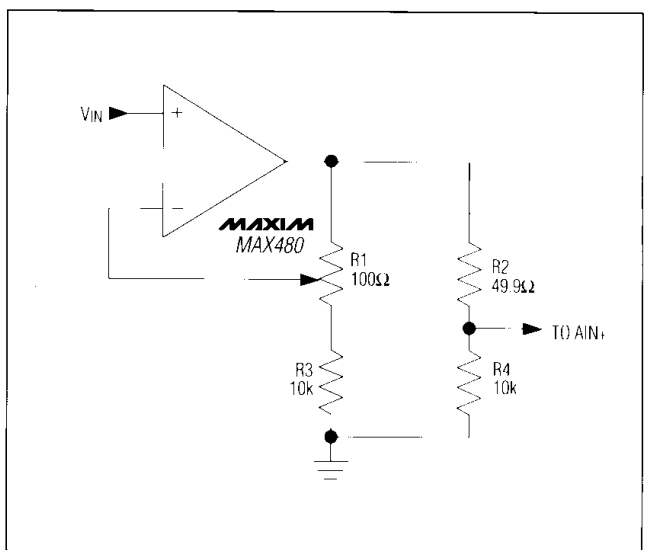 VIN
+
−
MAXIM
MAX480
R1
100Ω
R2
49.9Ω
TO AIN+
R3
10k
R4
10k